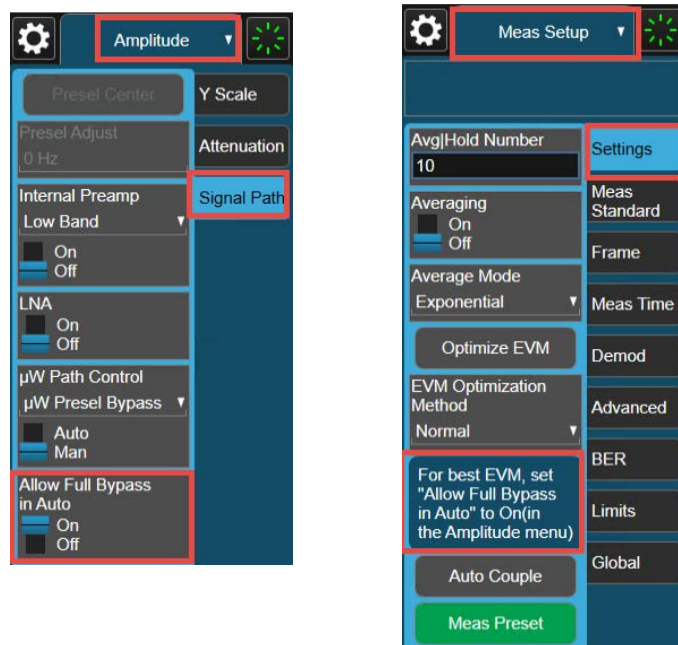 Amplitude
Presel Center
Presel Adjust
0 Hz
Internal Preamp
Low Band
On
Off
LNA
On
Off
µW Path Control
µW Presel Bypass
Auto
Man
Allow Full Bypass
in Auto
On
Off
Y Scale
Attenuation
Signal Path
Meas Setup
Avg|Hold Number
10
Averaging
On
Off
Average Mode
Exponential
Optimize EVM
EVM Optimization
Method
Normal
For best EVM, set
"Allow Full Bypass
in Auto" to On(in
the Amplitude menu)
Auto Couple
Meas Preset
Settings
Meas
Standard
Frame
Meas Time
Demod
Advanced
BER
Limits
Global